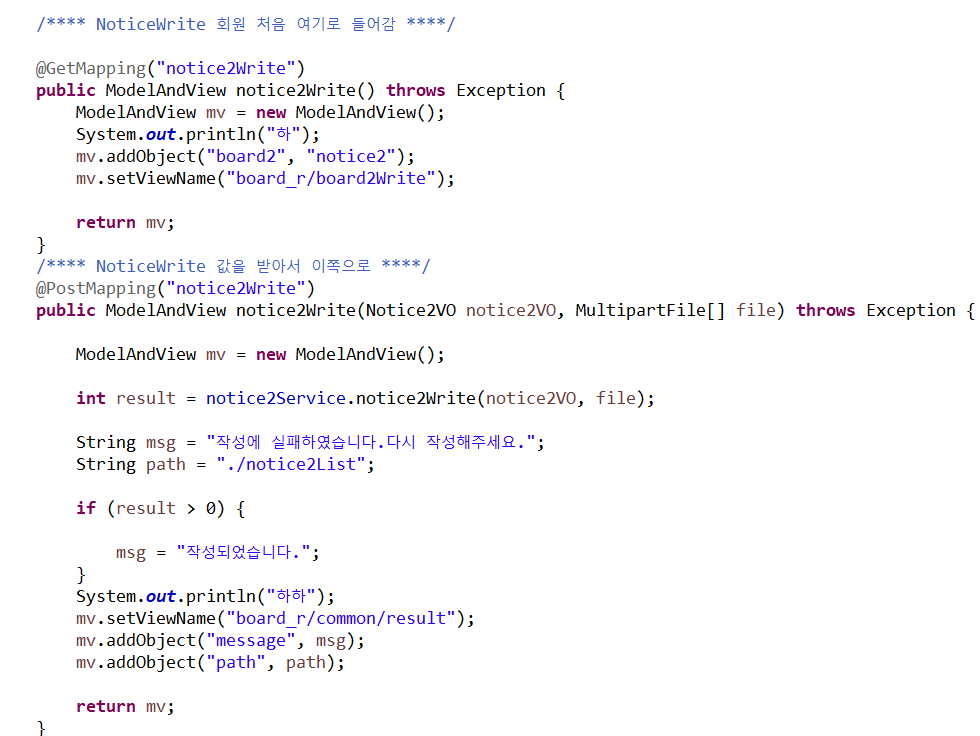 /**** NoticeWrite 회원 처음 여기로 들어감 ****/
@GetMapping("notice2Write")
public ModelAndView notice2Write() throws Exception {
ModelAndView mv = new ModelAndView();
System.out.println("하");
mv.addObject("board2", "notice2");
mv.setViewName("board_r/board2Write");
return mv;
}
/**** NoticeWrite 값을 받아서 이쪽으로 ****/
@PostMapping("notice2Write")
public ModelAndView notice2Write(Notice2VO notice2VO, MultipartFile[] file) throws Exception {
ModelAndView mv = new ModelAndView();
int result = notice2Service.notice2Write(notice2VO, file);
String msg = "작성에 실패하였습니다.다시 작성해주세요.";
String path = "./notice2List";
if (result > 0) {
msg = "작성되었습니다.";
}
System.out.println("하하");
mv.setViewName("board_r/common/result");
mv.addObject("message", msg);
mv.addObject("path", path);
return mv;
}